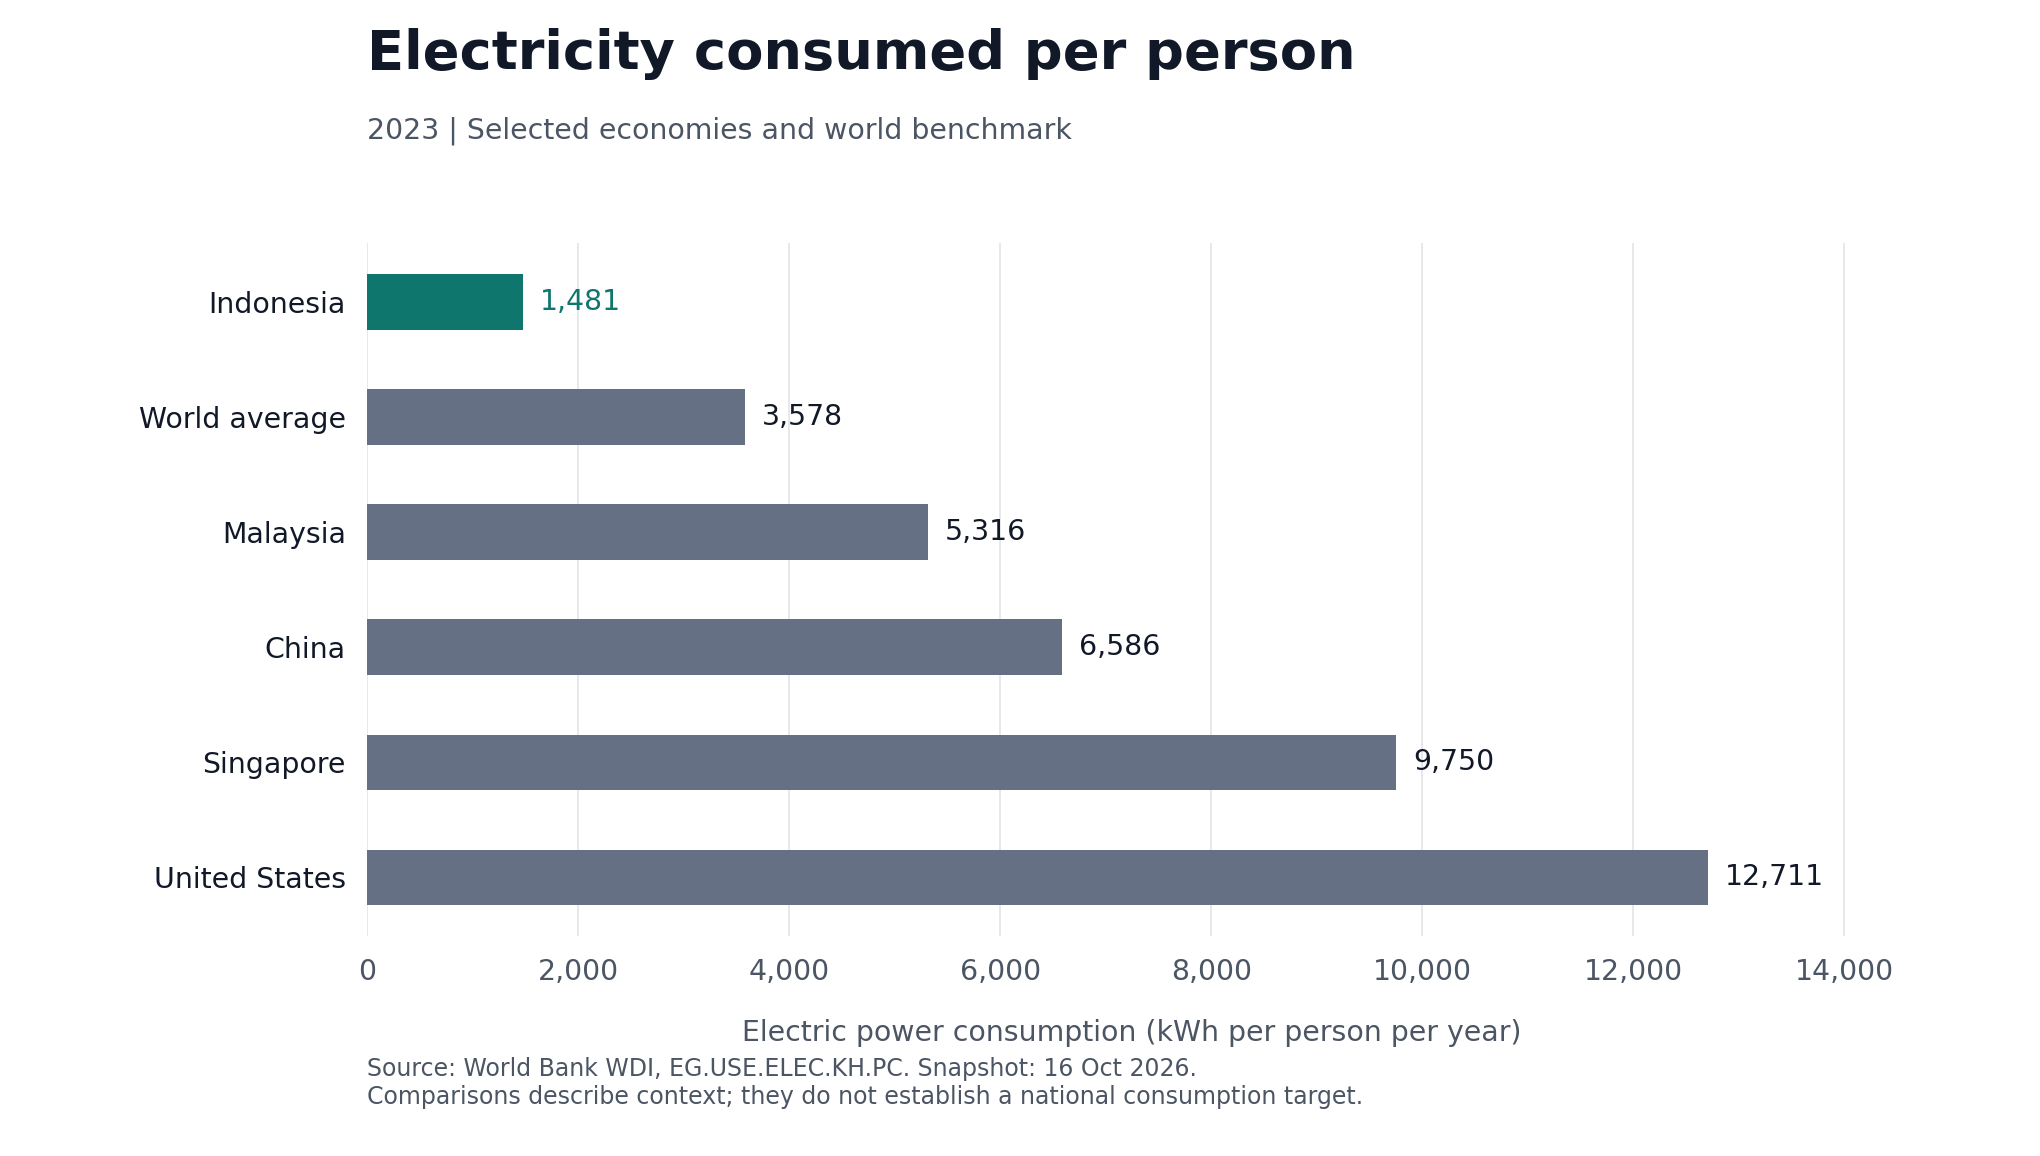 Electricity consumed per person
2023 | Selected economies and world benchmark
Indonesia 1,481
World average 3,578
Malaysia 5,316
China 6,586
Singapore 9,750
United States 12,711
0 2,000 4,000 6,000 8,000 10,000 12,000 14,000
Electric power consumption (kWh per person per year)
Source: World Bank WDI, EG.USE.ELEC.KH.PC. Snapshot: 16 Oct 2026.
Comparisons describe context; they do not establish a national consumption target.